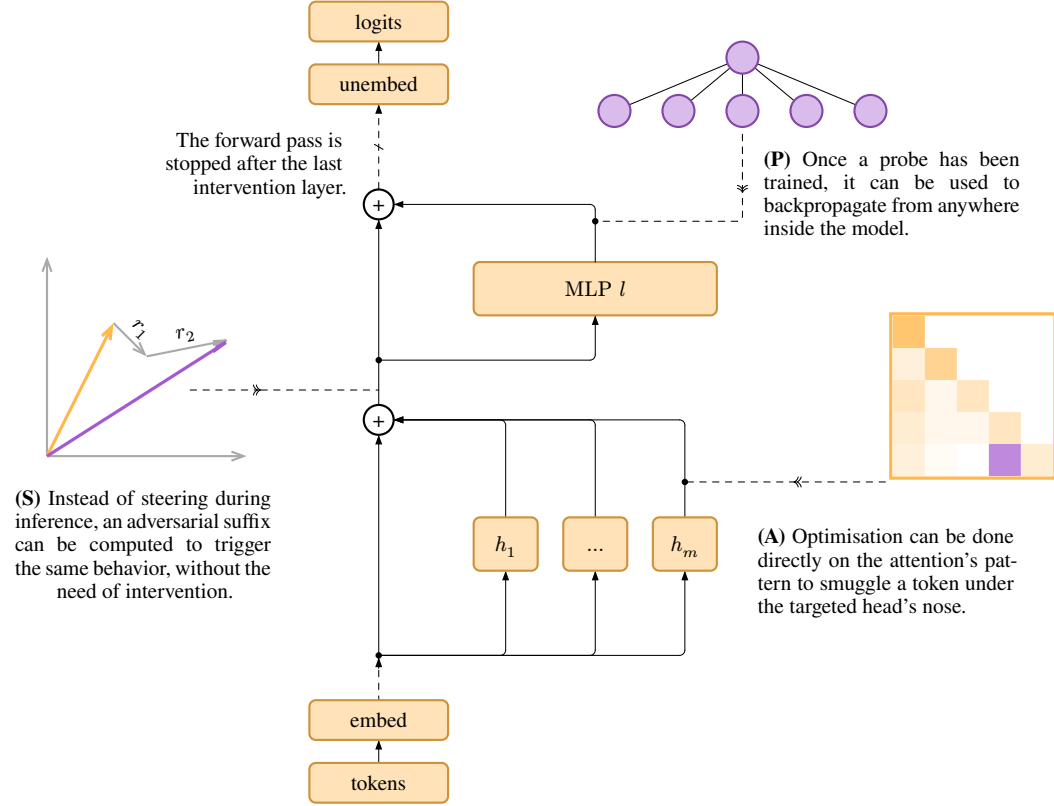 logits
unembed
The forward pass is
stopped after the last
intervention layer.
+
(P) Once a probe has been
trained, it can be used to
backpropagate from anywhere
inside the model.
MLP l
r1
r2
+
(S) Instead of steering during
inference, an adversarial suffix
can be computed to trigger
the same behavior, without the
need of intervention.
h1
...
hm
(A) Optimisation can be done
directly on the attention's pat-
tern to smuggle a token under
the targeted head's nose.
embed
tokens